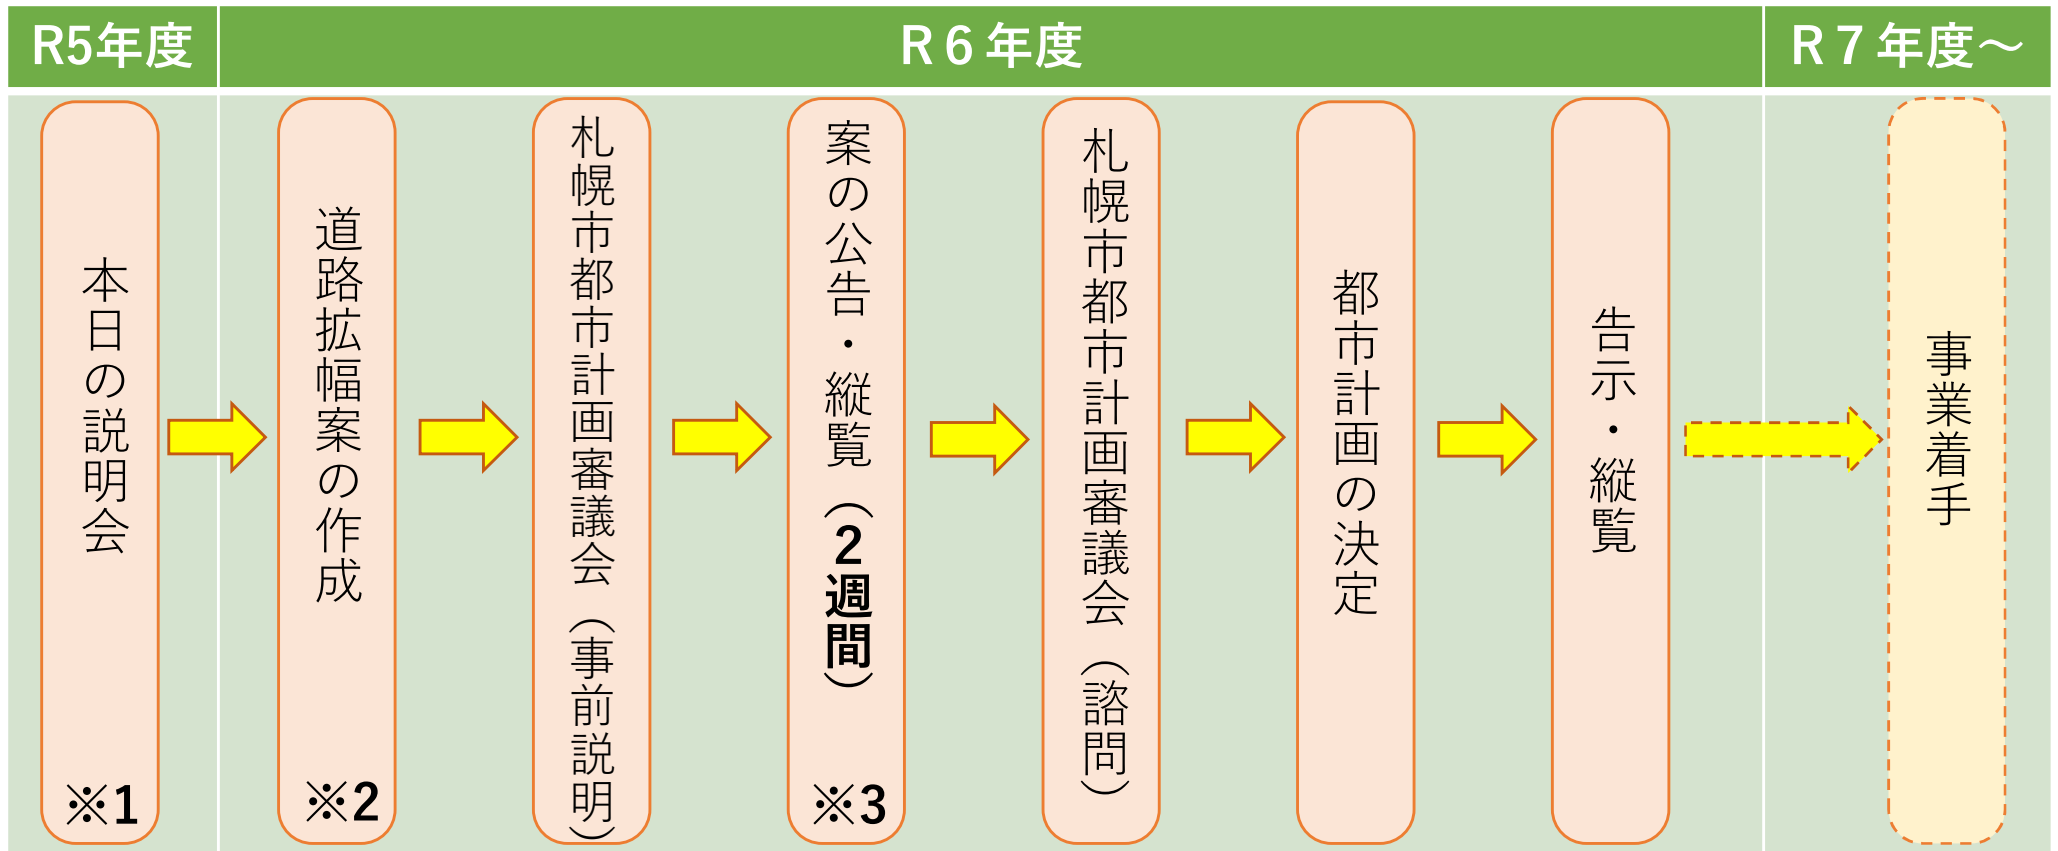 R5年度
R６年度
R７年度～
本日の説明会
※1
道路拡幅案の作成
※2
札幌市都市計画審議会（事前説明）
案の公告・縦覧（２週間）
※3
札幌市都市計画審議会（諮問）
都市計画の決定
告示・縦覧
事業着手